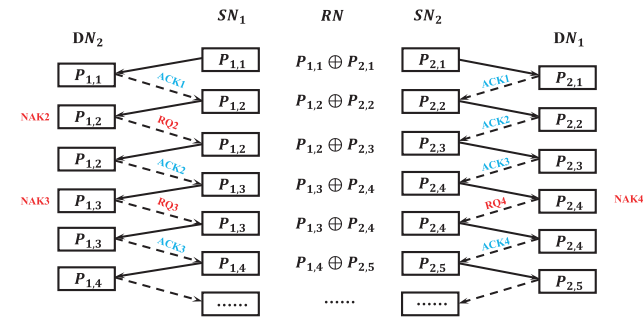 DN₂ SN₁ RN SN₂ DN₁
P₁,₁ P₁,₁ ⊕ P₂,₁ P₂,₁
P₁,₁ ACK1 ACK1 P₂,₁
P₁,₂ P₁,₂ ⊕ P₂,₂ P₂,₂
NAK2 P₁,₂ RQ2 ACK2 P₂,₂
P₁,₂ P₁,₂ ⊕ P₂,₃ P₂,₃
P₁,₂ ACK2 ACK3 P₂,₃
P₁,₃ P₁,₃ ⊕ P₂,₄ P₂,₄
NAK3 P₁,₃ RQ3 RQ4 P₂,₄ NAK4
P₁,₃ P₁,₃ ⊕ P₂,₄ P₂,₄
P₁,₃ ACK3 ACK4 P₂,₄
P₁,₄ P₁,₄ ⊕ P₂,₅ P₂,₅
P₁,₄ P₂,₅
...... ...... ......